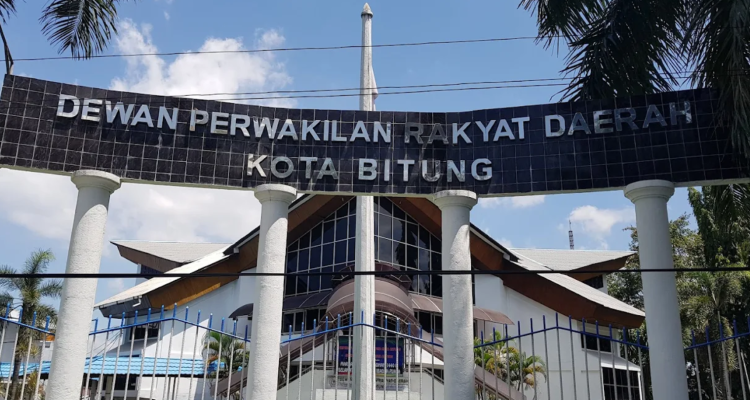 DEWAN PERWAKILAN RAKYAT DAERAH
KOTA BITUNG